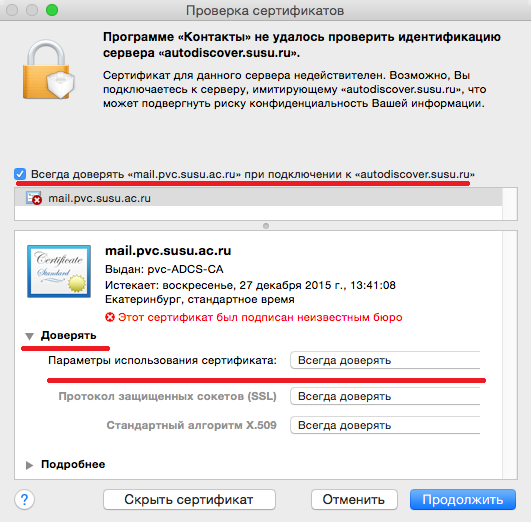 Проверка сертификатов
Программе «Контакты» не удалось проверить идентификацию
сервера «autodiscover.susu.ru».
Сертификат для данного сервера недействителен. Возможно, Вы
подключаетесь к серверу, имитирующему «autodiscover.susu.ru», что
может подвергнуть риску конфиденциальность Вашей информации.
Всегда доверять «mail.pvc.susu.ac.ru» при подключении к «autodiscover.susu.ru»
mail.pvc.susu.ac.ru
Certificate
Standard
mail.pvc.susu.ac.ru
Выдан: pvc-ADCS-CA
Истекает: воскресенье, 27 декабря 2015 г., 13:41:08
Екатеринбург, стандартное время
Этот сертификат был подписан неизвестным бюро
Доверять
Параметры использования сертификата: Всегда доверять
Протокол защищенных сокетов (SSL) Всегда доверять
Стандартный алгоритм X.509 Всегда доверять
Подробнее
? Скрыть сертификат Отменить Продолжить